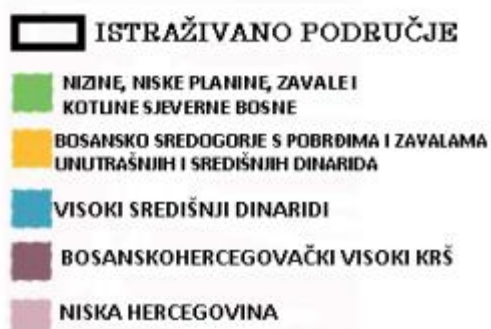 ISTRAŽIVANO PODRUČJE
NIZINE, NISKE PLANINE, ZAVALE I
KOTLINE SJEVERNE BOSNE
BOSANSKO SREDOGORJE S POBRĐIMA I ZAVALAMA
UNUTRAŠNJIH I SREDIŠNJIH DINARIDA
VISOKI SREDIŠNJI DINARIDI
BOSANSKOHERCEGOVAČKI VISOKI KRŠ
NISKA HERCEGOVINA